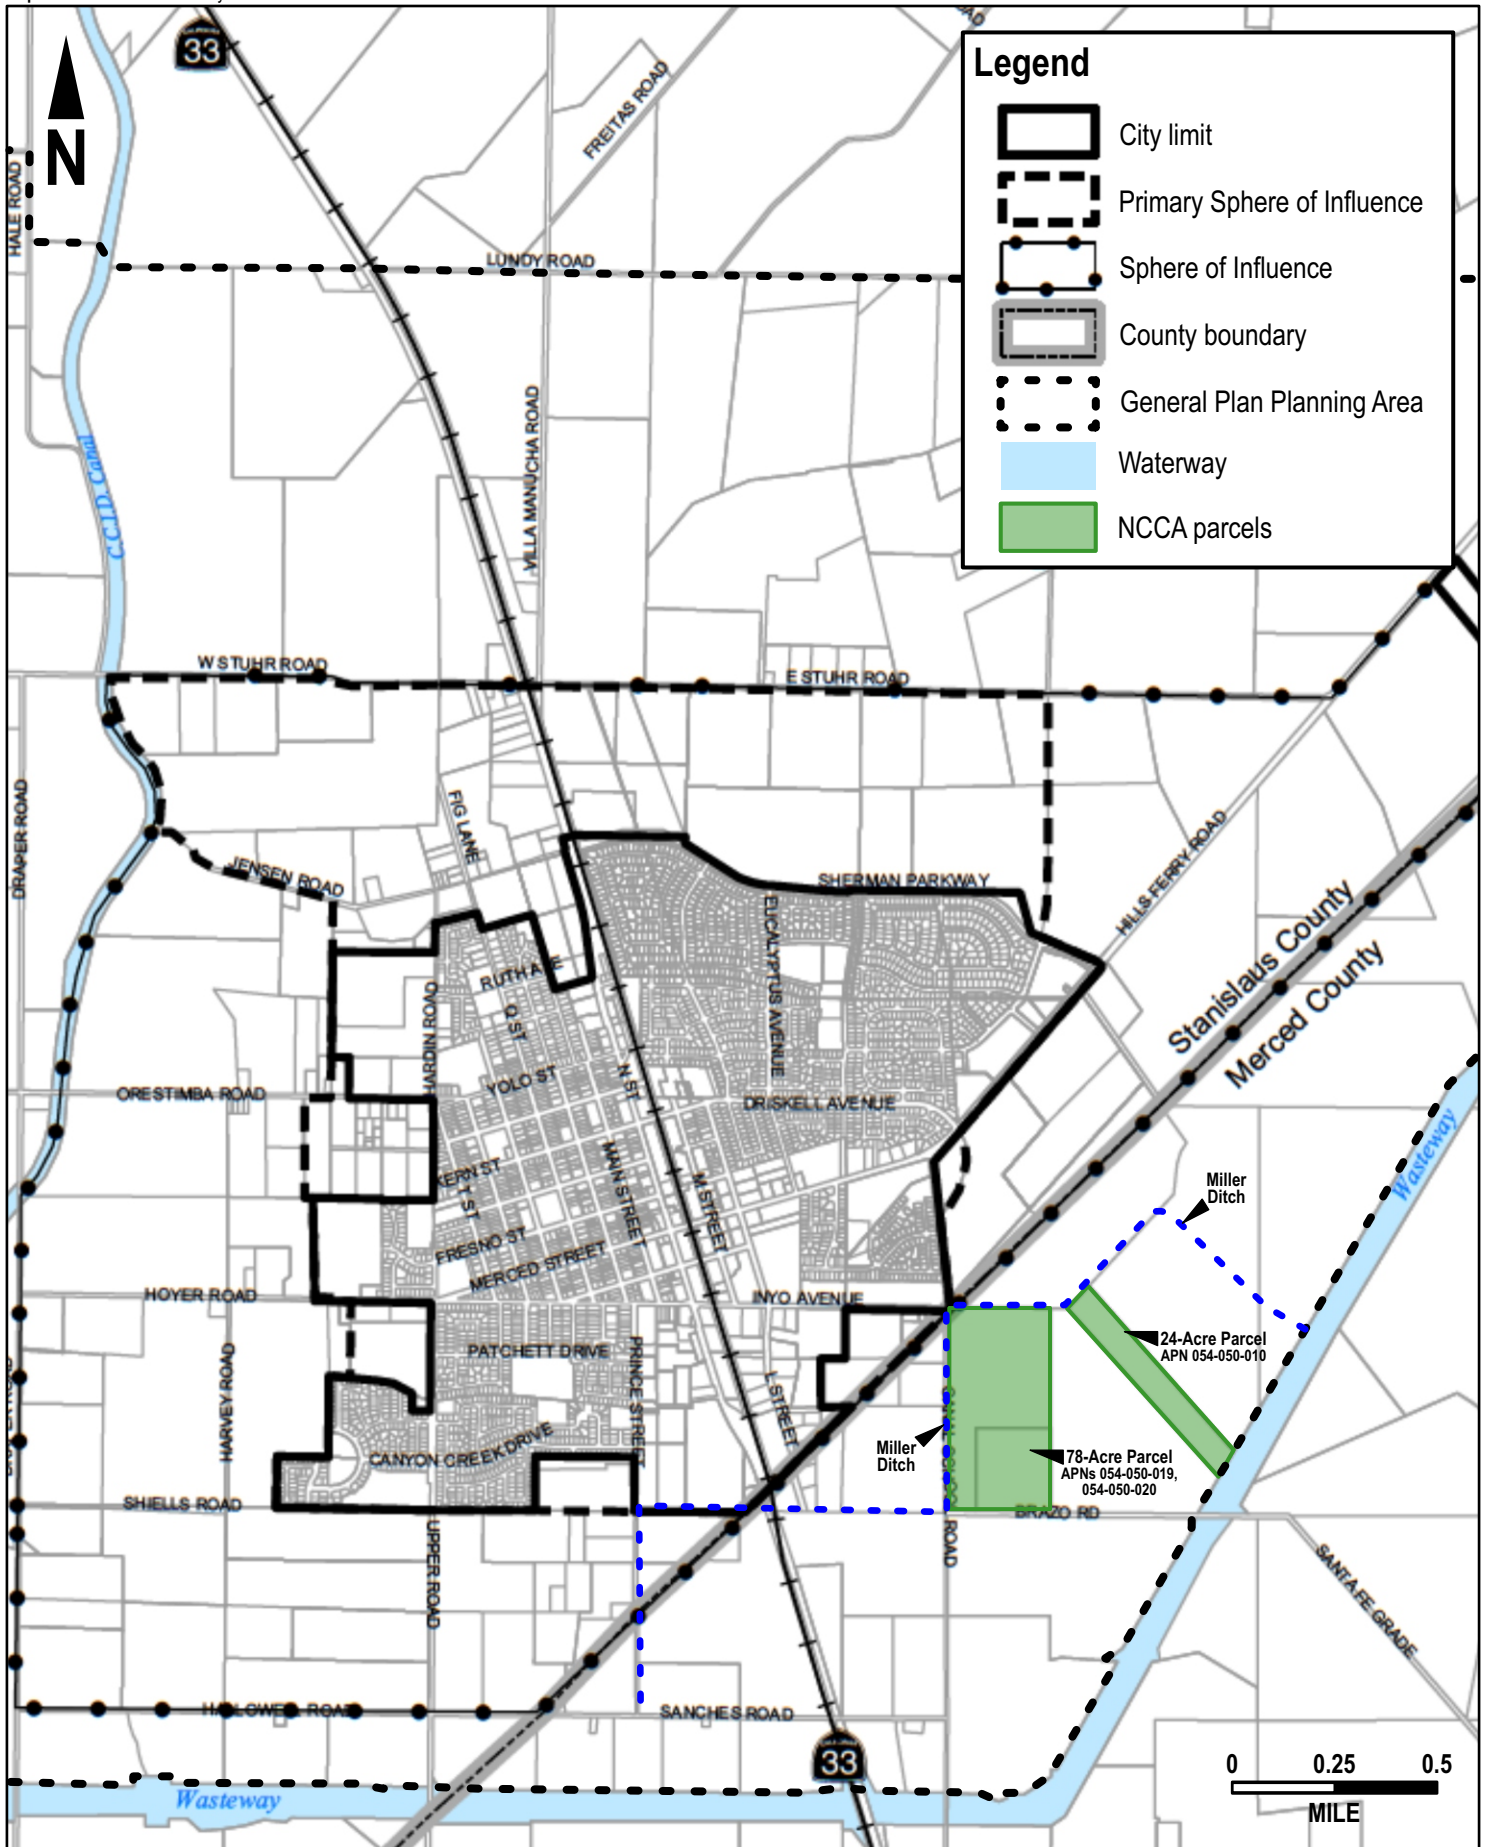 33
N
HALE ROAD
FREITAS ROAD
LUNDY ROAD
Legend
City limit
Primary Sphere of Influence
Sphere of Influence
County boundary
General Plan Planning Area
Waterway
NCCA parcels
C.C.I.D. Canal
VILLA MANUCHA ROAD
W STUHR ROAD
E STUHR ROAD
DRAPER ROAD
FIG LANE
JENSEN ROAD
SHERMAN PARKWAY
HILLS FERRY ROAD
EUCALYPTUS AVENUE
Stanislaus County
Merced County
RUTH AVE
Q ST
HARDIN ROAD
ORESTIMBA ROAD
YOLO ST
N ST
DRISKELL AVENUE
Wasteway
KERN ST
T ST
MAIN STREET
M STREET
Miller
Ditch
FRESNO ST
MERCED STREET
HOYER ROAD
INYO AVENUE
HARVEY ROAD
PATCHETT DRIVE
PRINCE STREET
L STREET
24-Acre Parcel
APN 054-050-010
CANYON CREEK DRIVE
Miller
Ditch
78-Acre Parcel
APNs 054-050-019,
054-050-020
SHIELLS ROAD
BRAZO RD
UPPER ROAD
ROAD
SANTA FE GRADE
HALLOWELL ROAD
SANCHES ROAD
33
Wasteway
0 0.25 0.5
MILE